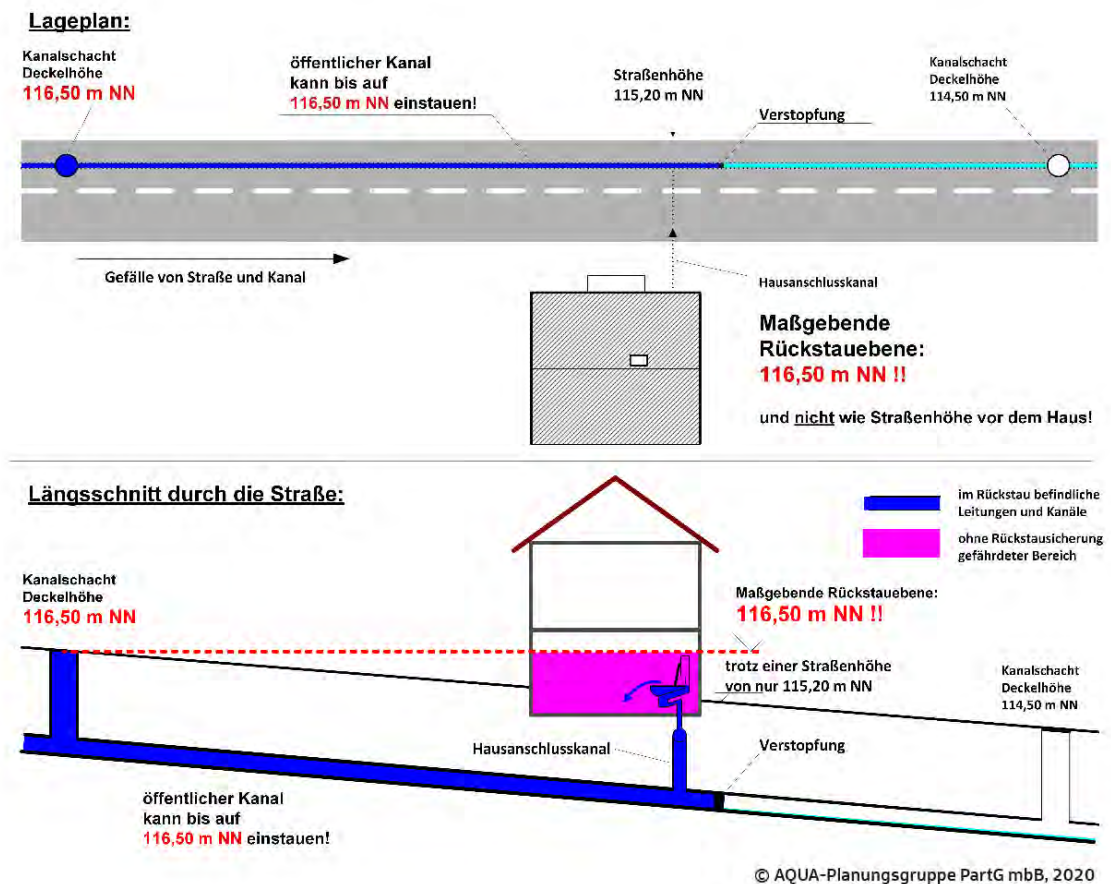 Lageplan:
Kanalschacht
Deckelhöhe
116,50 m NN
öffentlicher Kanal
kann bis auf
116,50 m NN einstauen!
Straßenhöhe
115,20 m NN
Verstopfung
Kanalschacht
Deckelhöhe
114,50 m NN
Gefälle von Straße und Kanal
Hausanschlusskanal
Maßgebende
Rückstauebene:
116,50 m NN !!
und nicht wie Straßenhöhe vor dem Haus!
Längsschnitt durch die Straße:
im Rückstau befindliche
Leitungen und Kanäle
ohne Rückstausicherung
gefährdeter Bereich
Kanalschacht
Deckelhöhe
116,50 m NN
Maßgebende Rückstauebene:
116,50 m NN !!
trotz einer Straßenhöhe
von nur 115,20 m NN
Kanalschacht
Deckelhöhe
114,50 m NN
Hausanschlusskanal
Verstopfung
öffentlicher Kanal
kann bis auf
116,50 m NN einstauen!
© AQUA-Planungsgruppe PartG mbB, 2020